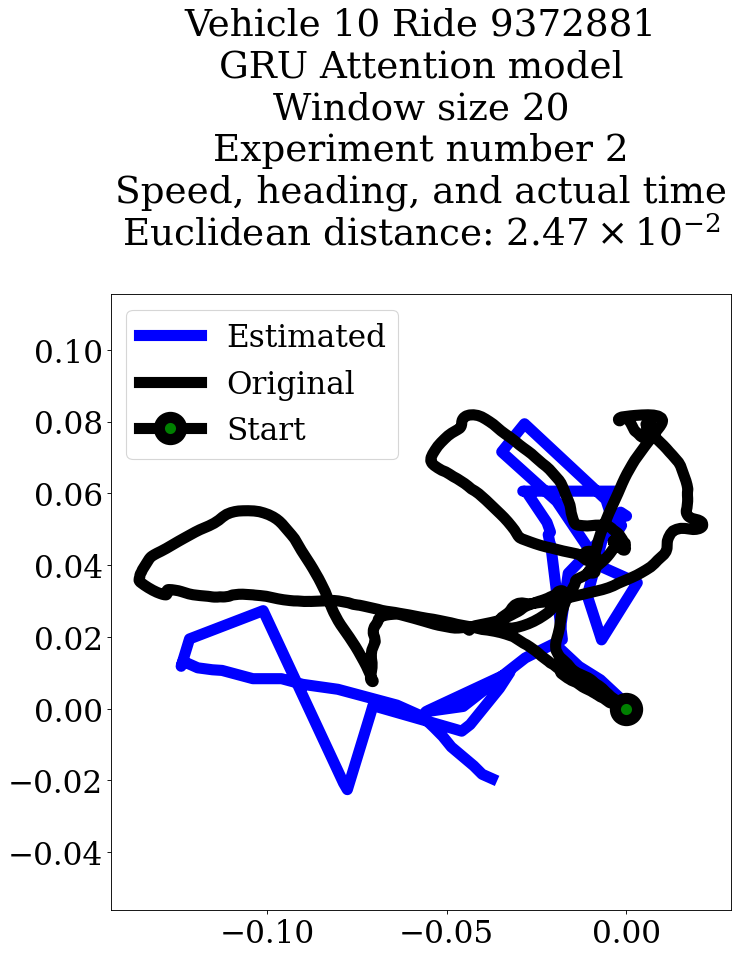 Vehicle 10 Ride 9372881
GRU Attention model
Window size 20
Experiment number 2
Speed, heading, and actual time
Euclidean distance: 2.47 × 10⁻²
Estimated
Original
Start
0.10
0.08
0.06
0.04
0.02
0.00
−0.02
−0.04
−0.10
−0.05
0.00